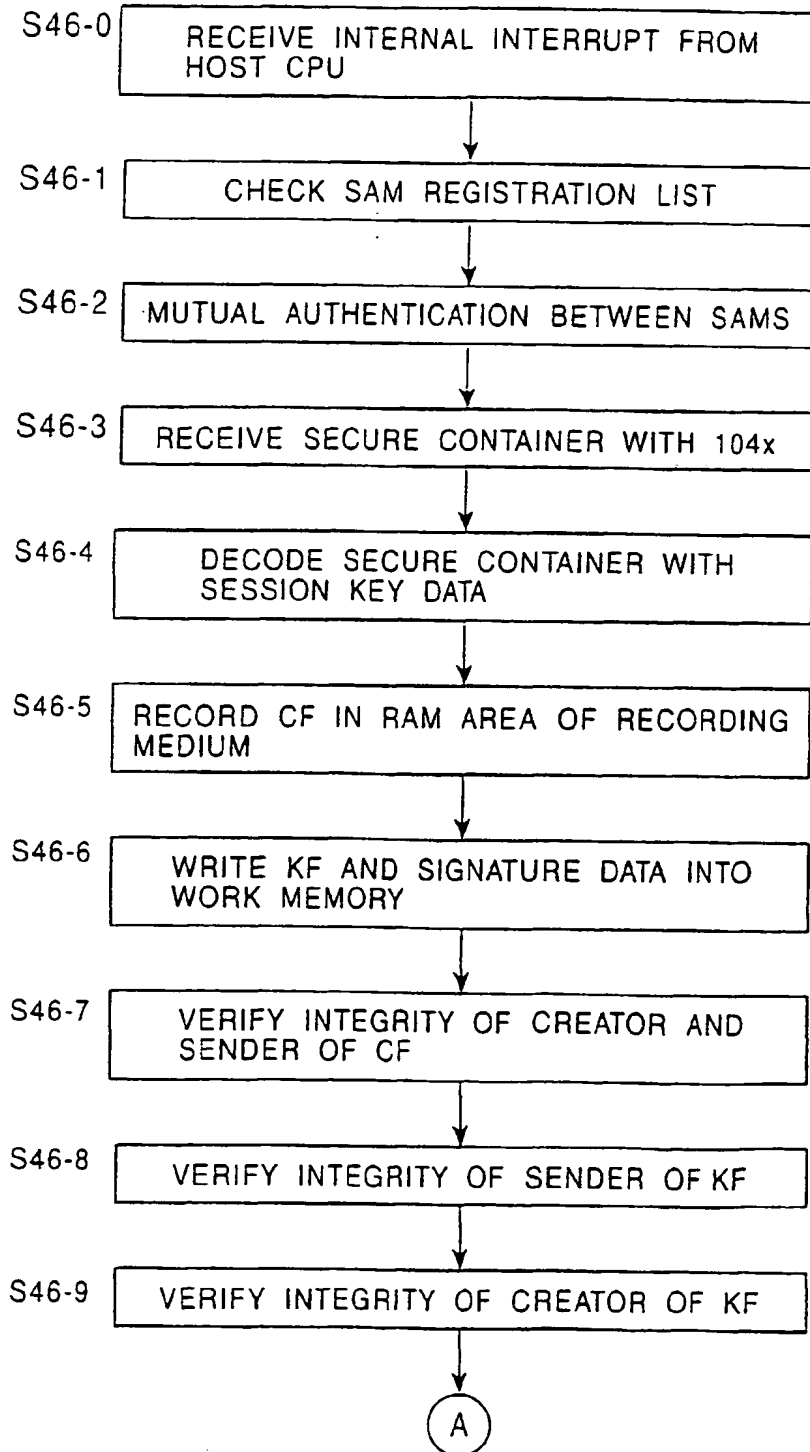 S46-0
RECEIVE INTERNAL INTERRUPT FROM
HOST CPU
S46-1
CHECK SAM REGISTRATION LIST
S46-2
MUTUAL AUTHENTICATION BETWEEN SAMS
S46-3
RECEIVE SECURE CONTAINER WITH 104x
S46-4
DECODE SECURE CONTAINER WITH
SESSION KEY DATA
S46-5
RECORD CF IN RAM AREA OF RECORDING
MEDIUM
S46-6
WRITE KF AND SIGNATURE DATA INTO
WORK MEMORY
S46-7
VERIFY INTEGRITY OF CREATOR AND
SENDER OF CF
S46-8
VERIFY INTEGRITY OF SENDER OF KF
S46-9
VERIFY INTEGRITY OF CREATOR OF KF
A